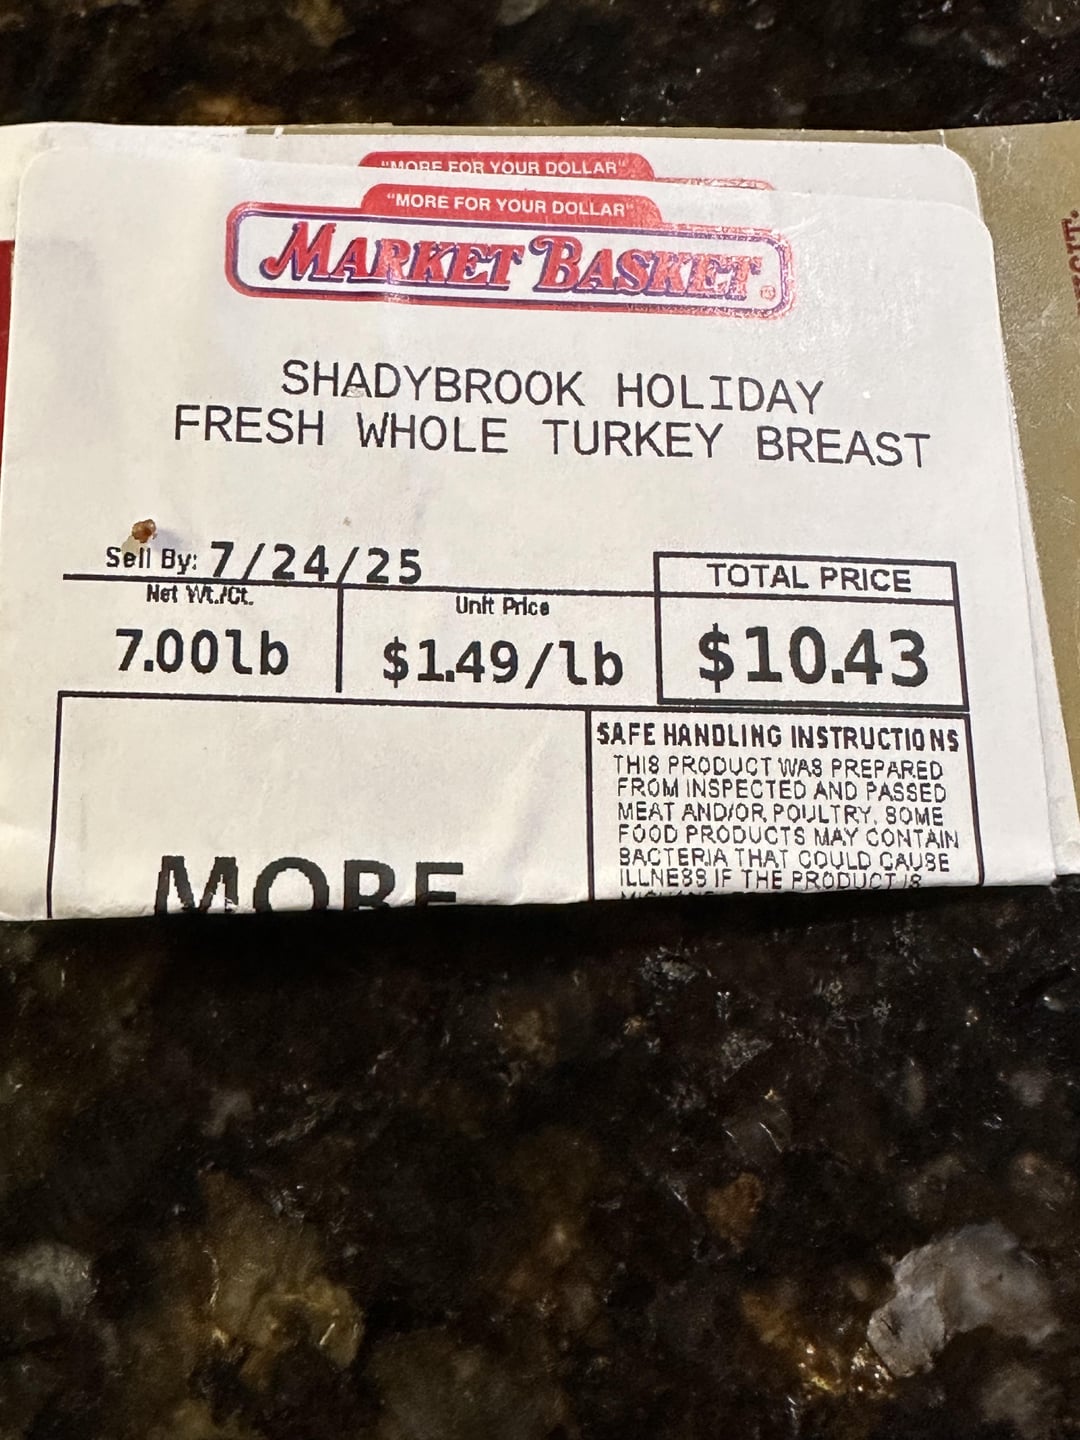 "MORE FOR YOUR DOLLAR"
"MORE FOR YOUR DOLLAR"
MARKET BASKET
SHADYBROOK HOLIDAY
FRESH WHOLE TURKEY BREAST
Sell By: 7/24/25
Net Wt./Ct.
7.00lb
Unit Price
$1.49/lb
TOTAL PRICE
$10.43
MORE
SAFE HANDLING INSTRUCTIONS
THIS PRODUCT WAS PREPARED
FROM INSPECTED AND PASSED
MEAT AND/OR POULTRY. SOME
FOOD PRODUCTS MAY CONTAIN
BACTERIA THAT COULD CAUSE
ILLNESS IF THE PRODUCT IS